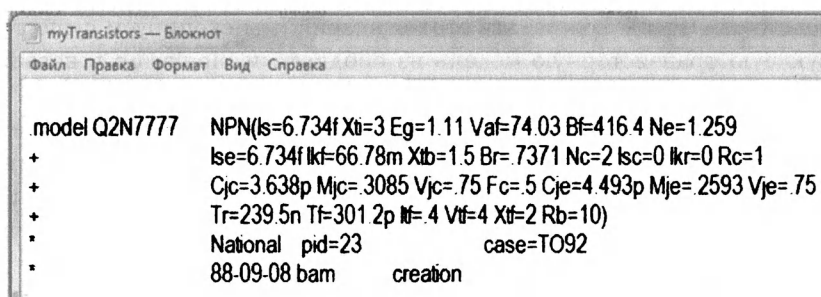 myTransistors — Блокнот
Файл Правка Формат Вид Справка
.model Q2N7777 NPN(Is=6.734f Xti=3 Eg=1.11 Vaf=74.03 Bf=416.4 Ne=1.259
+ Ise=6.734f Ikf=66.78m Xtb=1.5 Br=.7371 Nc=2 Isc=0 Ikr=0 Rc=1
+ Cjc=3.638p Mjc=.3085 Vjc=.75 Fc=.5 Cje=4.493p Mje=.2593 Vje=.75
+ Tr=239.5n Tf=301.2p Itf=.4 Vtf=4 Xtf=2 Rb=10)
* National pid=23 case=TO92
* 88-09-08 bam creation